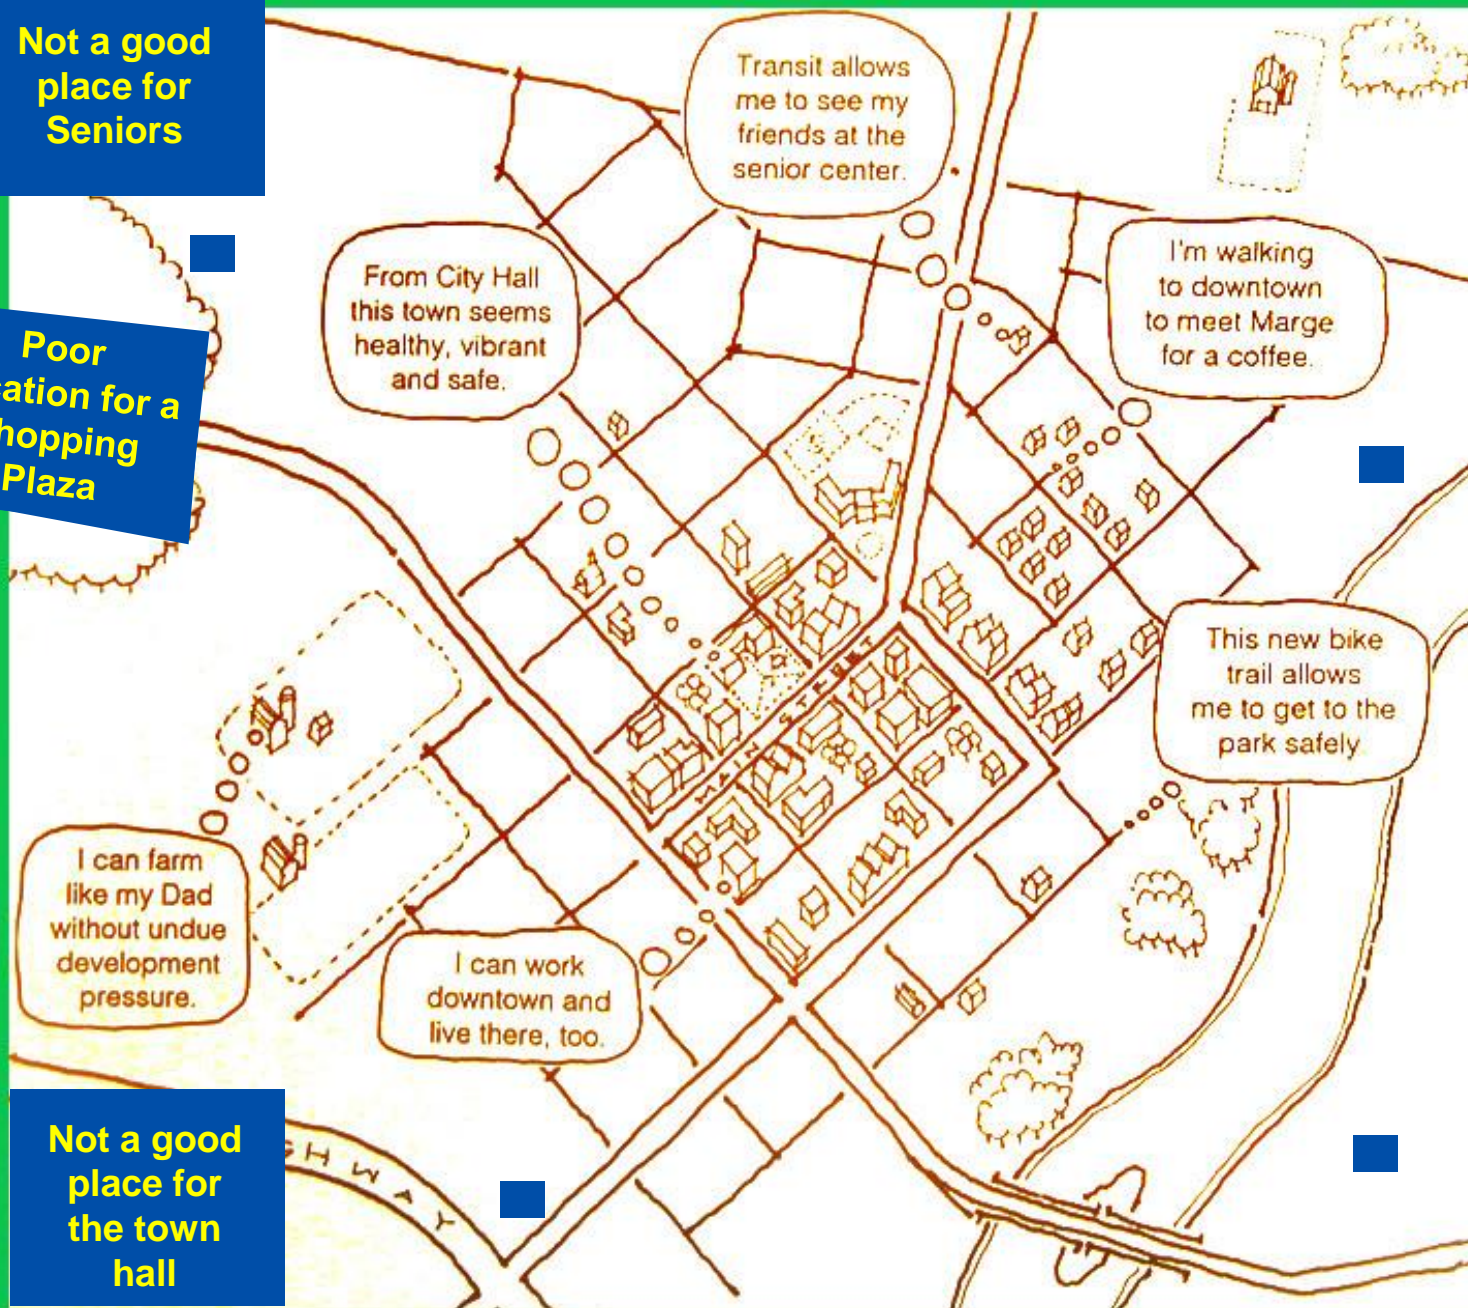 Not a good
place for
Seniors
Transit allows
me to see my
friends at the
senior center.
From City Hall
this town seems
healthy, vibrant
and safe.
I'm walking
to downtown
to meet Marge
for a coffee.
Poor
cation for a
hopping
Plaza
This new bike
trail allows
me to get to the
park safely.
MAIN STREET
I can farm
like my Dad
without undue
development
pressure.
I can work
downtown and
live there, too.
Not a good
place for
the town
hall
GHWAY